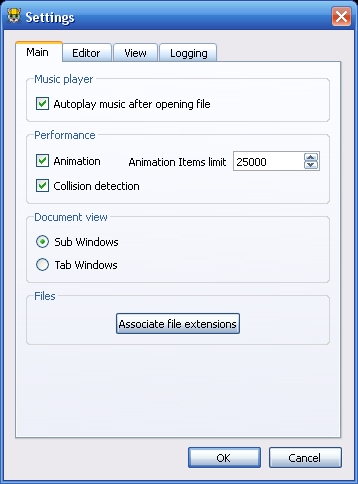 Settings
Main Editor View Logging
Music player
Autoplay music after opening file
Performance
Animation Animation Items limit 25000
Collision detection
Document view
Sub Windows
Tab Windows
Files
Associate file extensions
OK Cancel